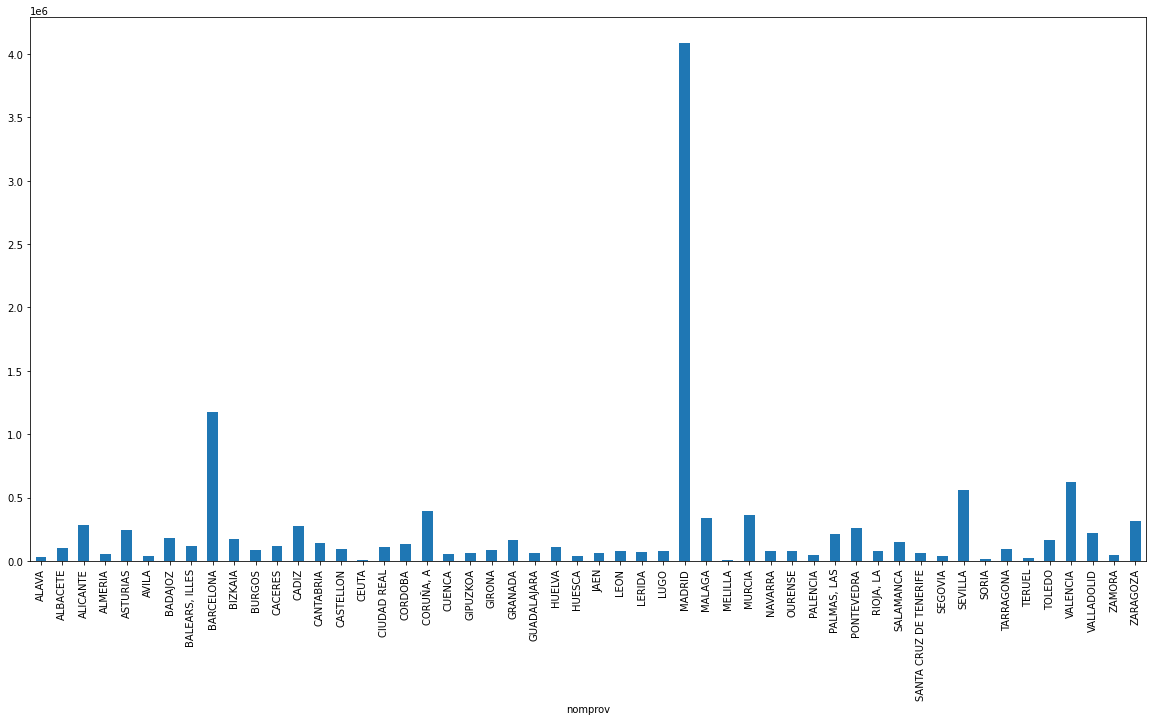 1e6
4.0
3.5
3.0
2.5
2.0
1.5
1.0
0.5
0.0
ALAVA
ALBACETE
ALICANTE
ALMERIA
ASTURIAS
AVILA
BADAJOZ
BALEARS, ILLES
BARCELONA
BIZKAIA
BURGOS
CACERES
CADIZ
CANTABRIA
CASTELLON
CEUTA
CIUDAD REAL
CORDOBA
CORUÑA, A
CUENCA
GIPUZKOA
GIRONA
GRANADA
GUADALAJARA
HUELVA
HUESCA
JAEN
LEON
LERIDA
LUGO
MADRID
MALAGA
MELILLA
MURCIA
NAVARRA
OURENSE
PALENCIA
PALMAS, LAS
PONTEVEDRA
RIOJA, LA
SALAMANCA
SANTA CRUZ DE TENERIFE
SEGOVIA
SEVILLA
SORIA
TARRAGONA
TERUEL
TOLEDO
VALENCIA
VALLADOLID
ZAMORA
ZARAGOZA
nomprov